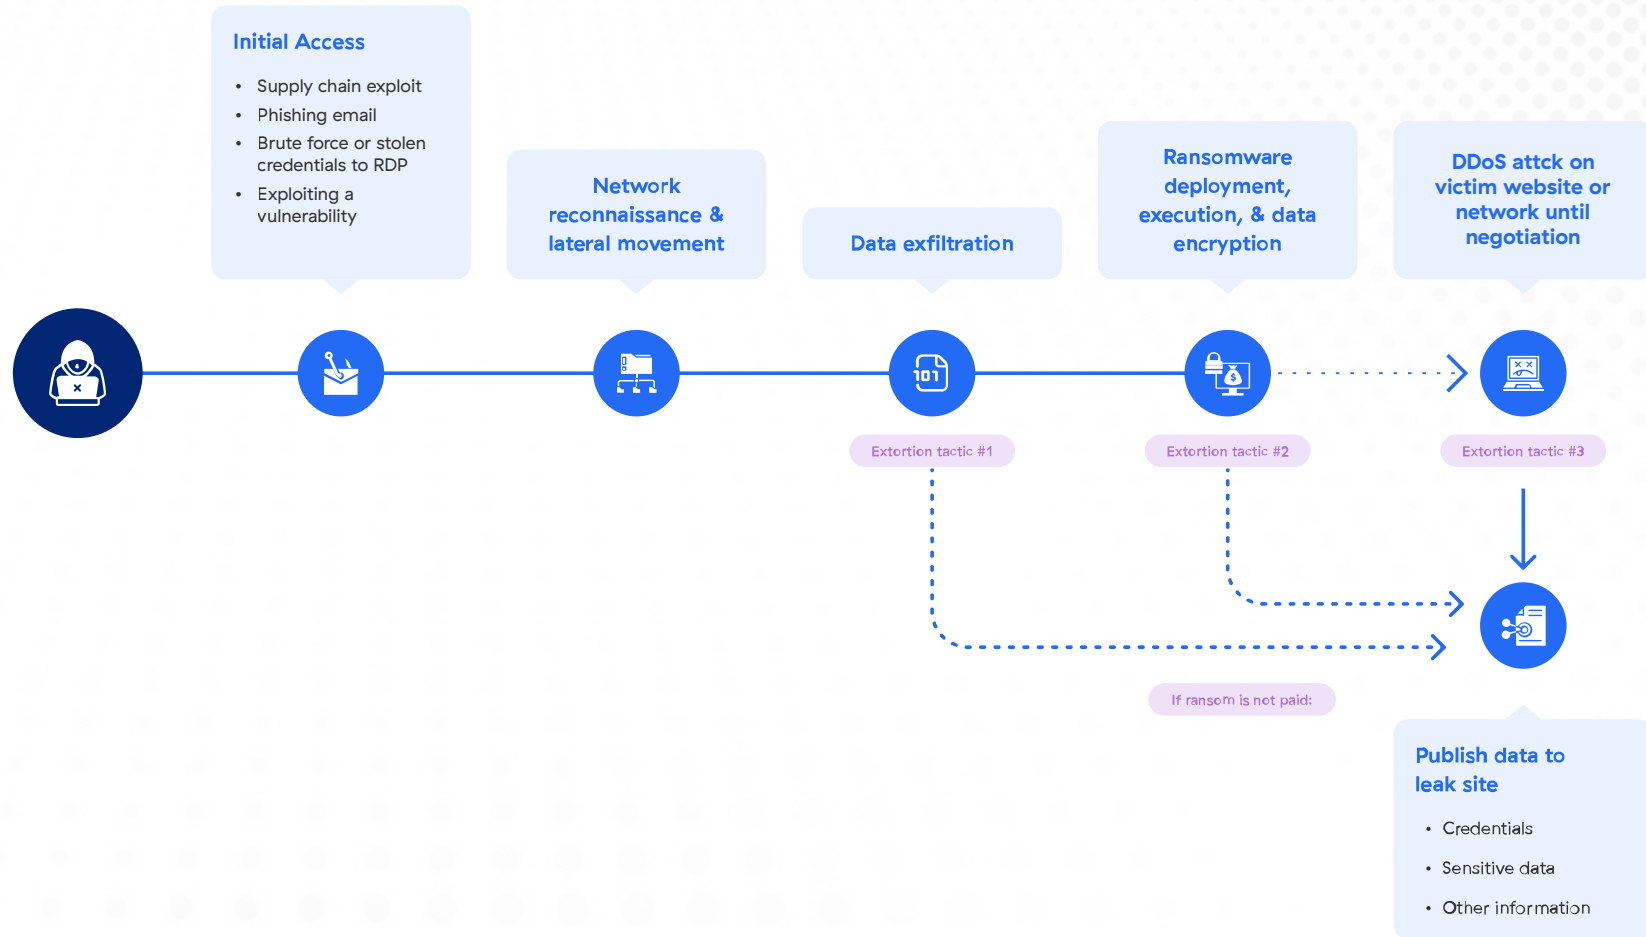 Initial Access
• Supply chain exploit
• Phishing email
• Brute force or stolen
credentials to RDP
• Exploiting a
vulnerability
Network
reconnaissance &
lateral movement
Data exfiltration
Ransomware
deployment,
execution, & data
encryption
DDoS attck on
victim website or
network until
negotiation
101
$
Extortion tactic #1
Extortion tactic #2
Extortion tactic #3
If ransom is not paid:
Publish data to
leak site
• Credentials
• Sensitive data
• Other information